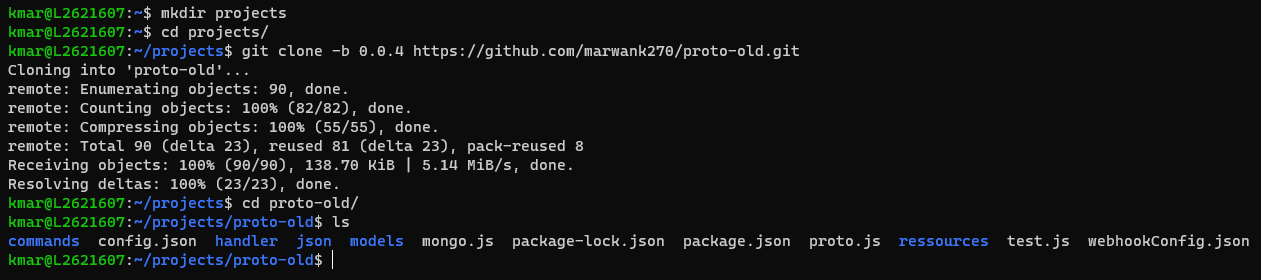 kmar@L2621607:~$ mkdir projects
kmar@L2621607:~$ cd projects/
kmar@L2621607:~/projects$ git clone -b 0.0.4 https://github.com/marwank270/proto-old.git
Cloning into 'proto-old'...
remote: Enumerating objects: 90, done.
remote: Counting objects: 100% (82/82), done.
remote: Compressing objects: 100% (55/55), done.
remote: Total 90 (delta 23), reused 81 (delta 23), pack-reused 8
Receiving objects: 100% (90/90), 138.70 KiB | 5.14 MiB/s, done.
Resolving deltas: 100% (23/23), done.
kmar@L2621607:~/projects$ cd proto-old/
kmar@L2621607:~/projects/proto-old$ ls
commands  config.json  handler  json  models  mongo.js  package-lock.json  package.json  proto.js  ressources  test.js  webhookConfig.json
kmar@L2621607:~/projects/proto-old$